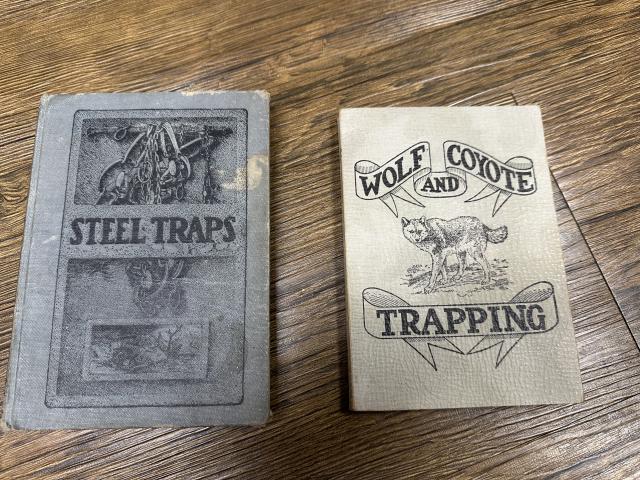 STEEL TRAPS
WOLF AND COYOTE
TRAPPING